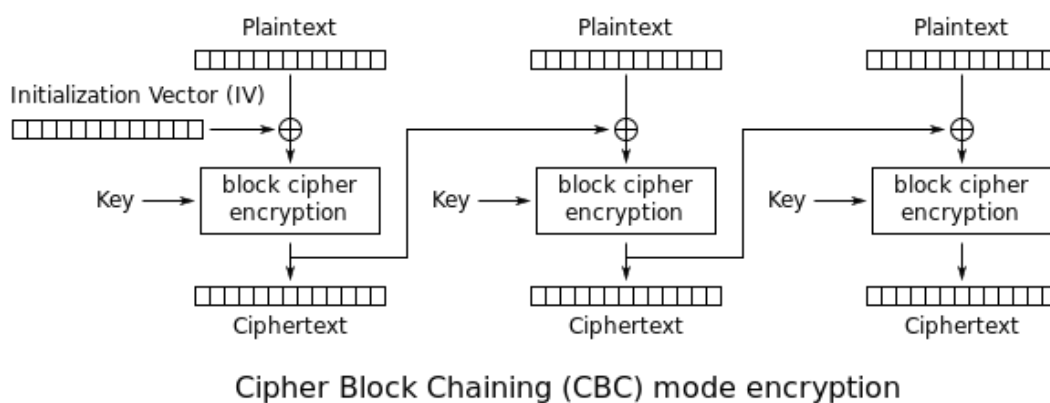 Plaintext
Plaintext
Plaintext
Initialization Vector (IV)
Key
block cipher
encryption
Key
block cipher
encryption
Key
block cipher
encryption
Ciphertext
Ciphertext
Ciphertext
Cipher Block Chaining (CBC) mode encryption